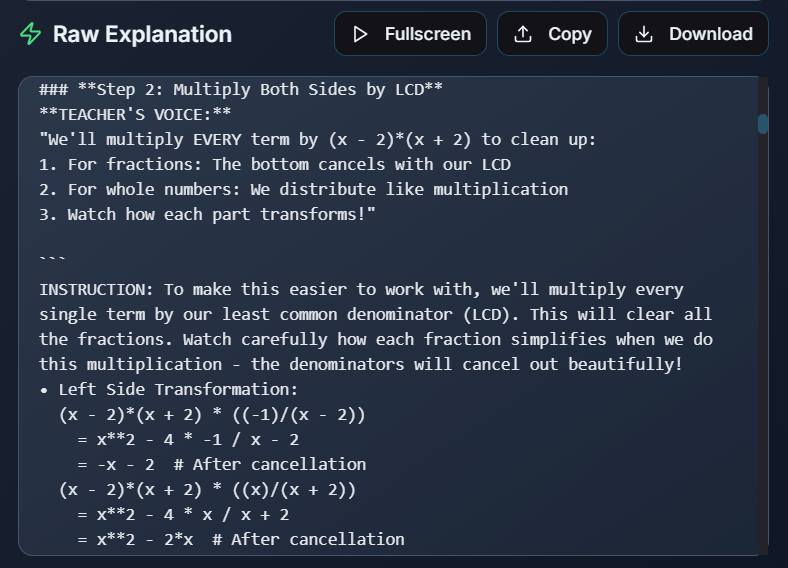 Raw Explanation
Fullscreen
Copy
Download
### **Step 2: Multiply Both Sides by LCD**
**TEACHER'S VOICE:**
"We'll multiply EVERY term by (x - 2)*(x + 2) to clean up:
1. For fractions: The bottom cancels with our LCD
2. For whole numbers: We distribute like multiplication
3. Watch how each part transforms!"
```
INSTRUCTION: To make this easier to work with, we'll multiply every
single term by our least common denominator (LCD). This will clear all
the fractions. Watch carefully how each fraction simplifies when we do
this multiplication - the denominators will cancel out beautifully!
• Left Side Transformation:
(x - 2)*(x + 2) * ((-1)/(x - 2))
= x**2 - 4 * -1 / x - 2
= -x - 2  # After cancellation
(x - 2)*(x + 2) * ((x)/(x + 2))
= x**2 - 4 * x / x + 2
= x**2 - 2*x  # After cancellation